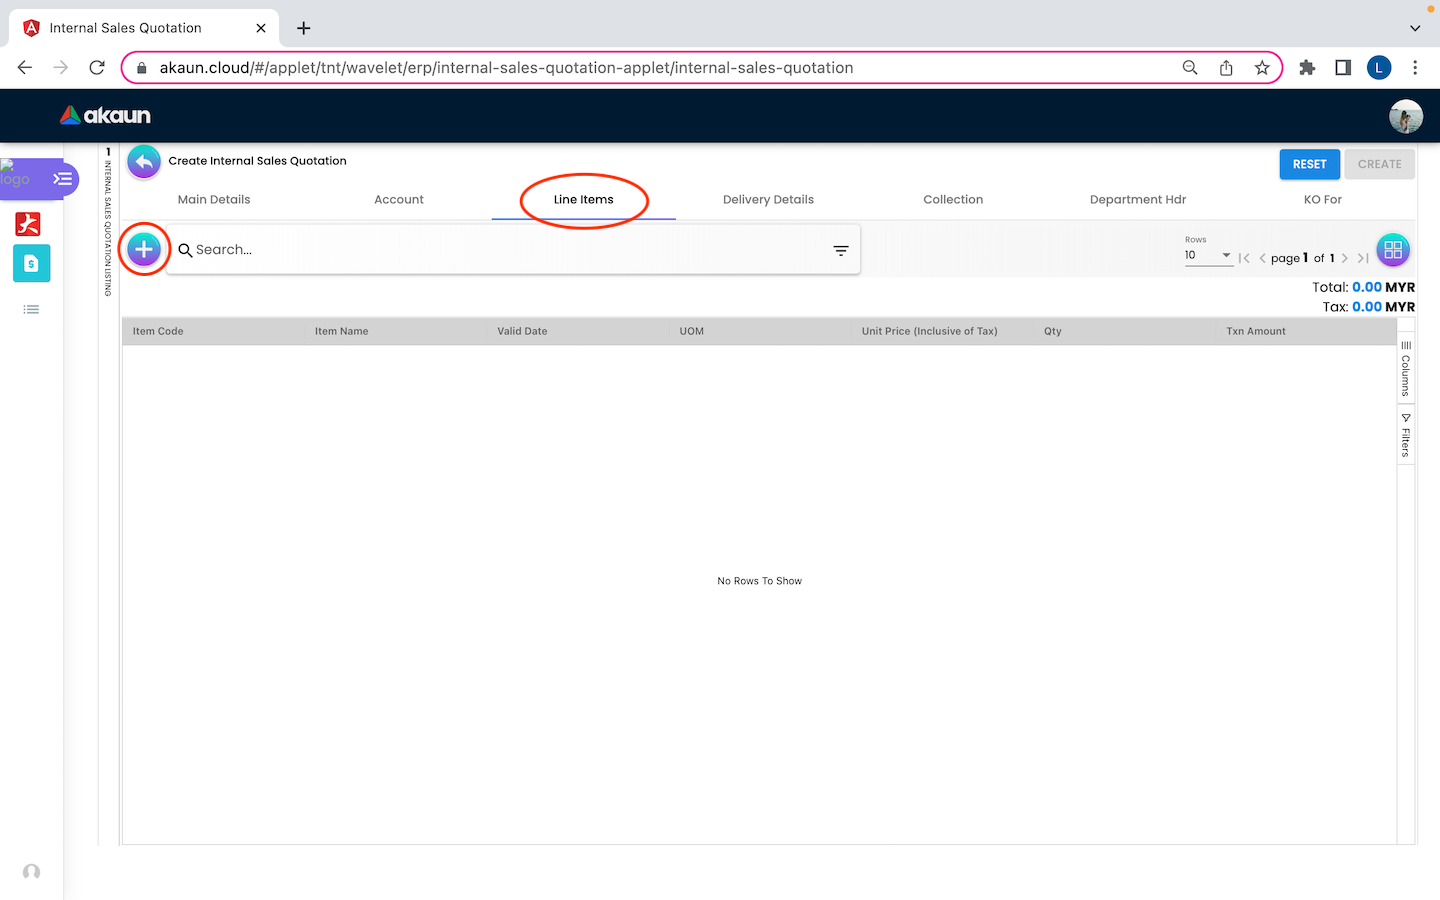 Internal Sales Quotation
akaun.cloud/#/applet/tnt/wavelet/erp/internal-sales-quotation-applet/internal-sales-quotation
L
akaun
logo
1
INTERNAL SALES QUOTATION LISTING
Create Internal Sales Quotation
RESET
CREATE
Main Details
Account
Line Items
Delivery Details
Collection
Department Hdr
KO For
Search...
Rows
10
page 1 of 1
Total: 0.00 MYR
Tax: 0.00 MYR
Item Code
Item Name
Valid Date
UOM
Unit Price (Inclusive of Tax)
Qty
Txn Amount
Columns
Filters
No Rows To Show